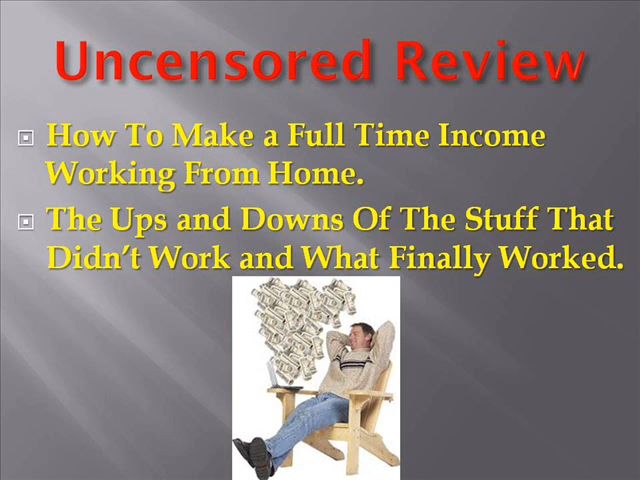 Uncensored Review
How To Make a Full Time Income
Working From Home.
The Ups and Downs Of The Stuff That
Didn’t Work and What Finally Worked.